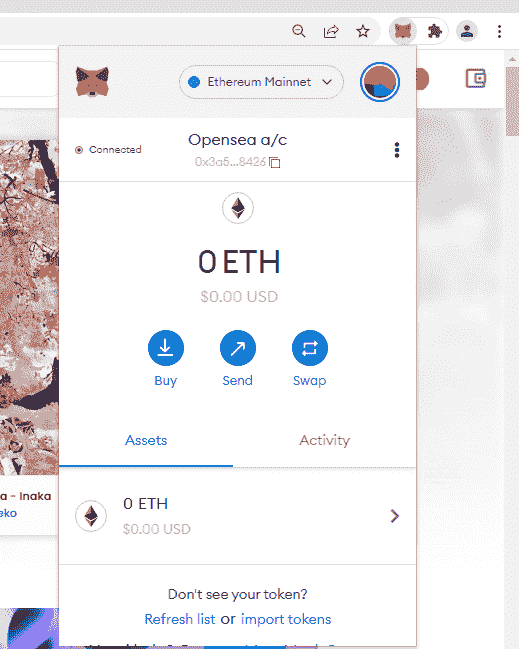 Ethereum Mainnet
Connected
Opensea a/c
0x3a5...8426
0 ETH
$0.00 USD
Buy
Send
Swap
Assets
Activity
a - Inaka
eko
0 ETH
$0.00 USD
Don't see your token?
Refresh list or import tokens